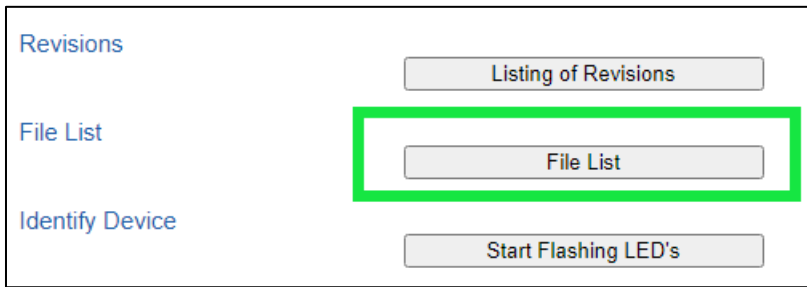 Revisions
Listing of Revisions
File List
File List
Identify Device
Start Flashing LED's